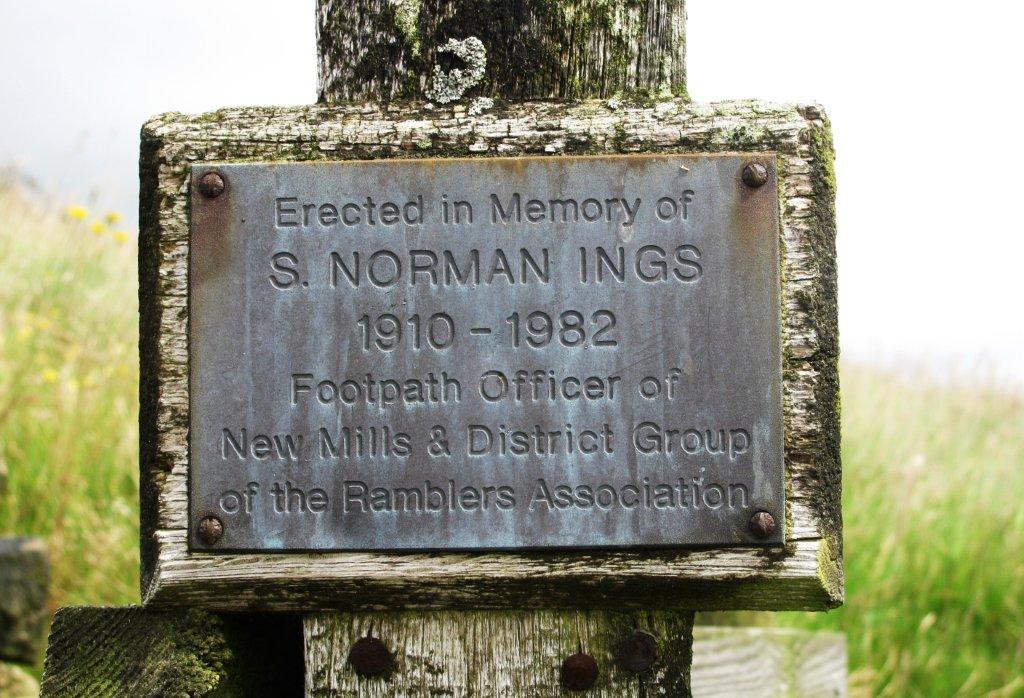 Erected in Memory of
S. NORMAN INGS
1910 - 1982
Footpath Officer of
New Mills & District Group
of the Ramblers Association